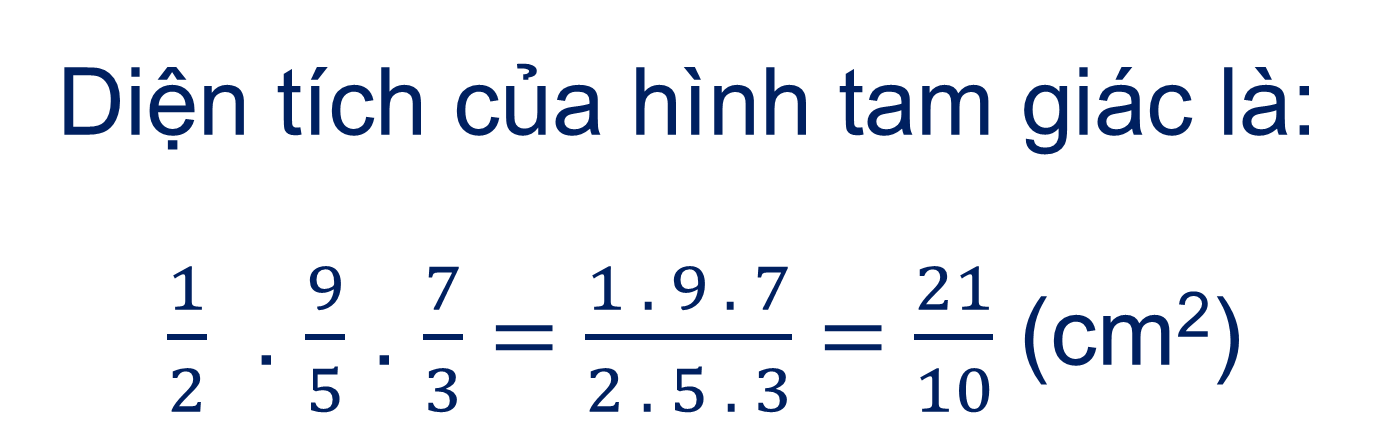 Diện tích của hình tam giác là:
1/2 . 9/5 . 7/3 = 1 . 9 . 7/2 . 5 . 3 = 21/10 (cm²)